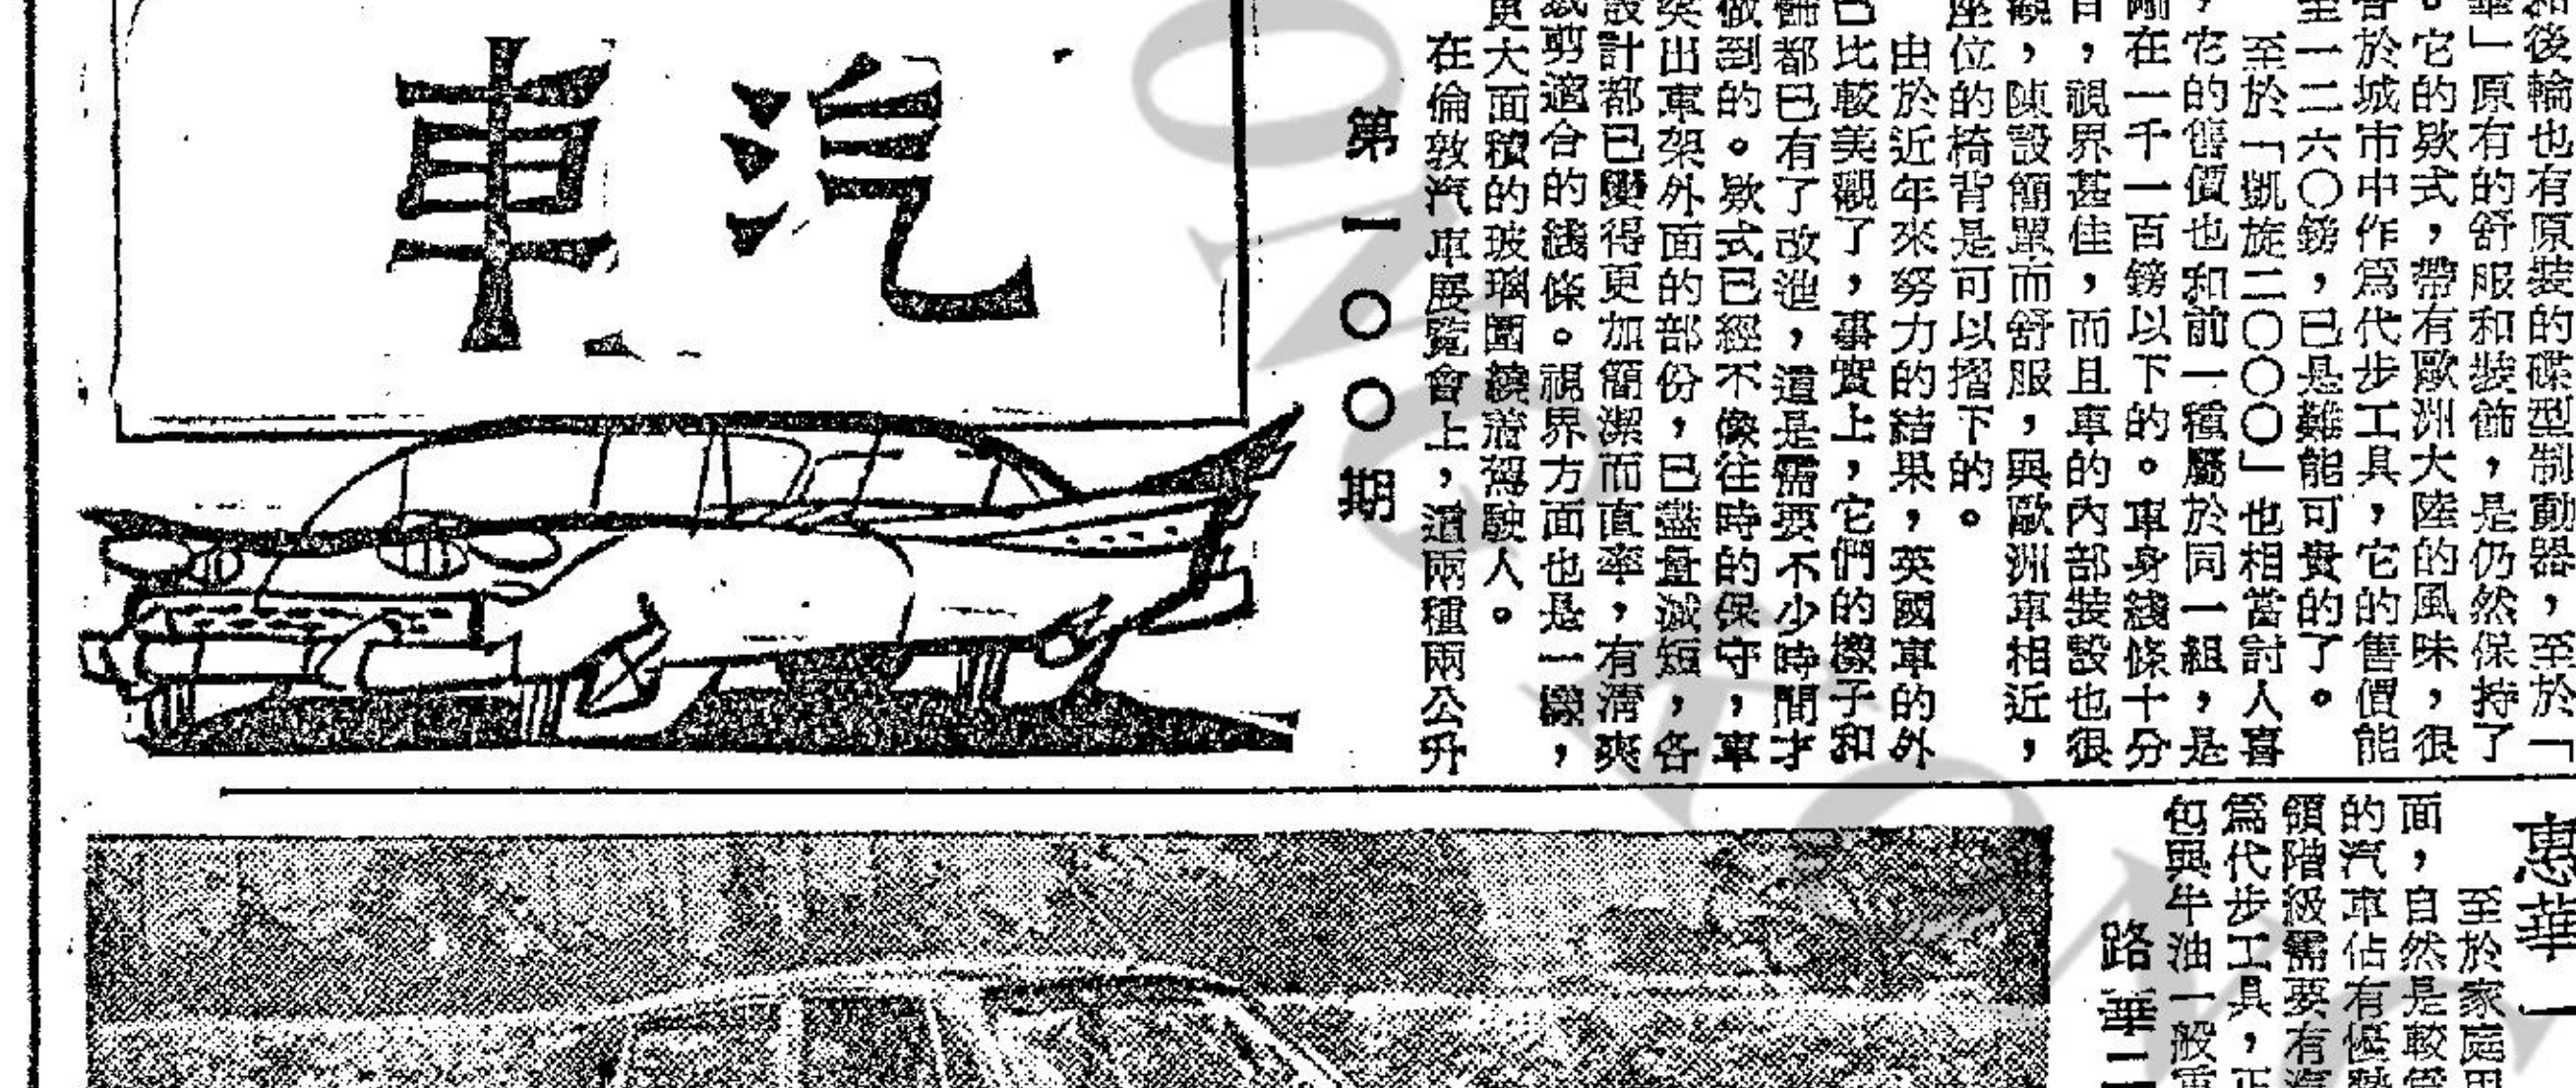 汽車
第一〇〇期
後輪也有原裝的碟型制動器，至於「
華」原有的舒服和裝飾，是仍然保持了
。它的欵式，帶有歐洲大陸的風味，很
於城市中作爲代步工具，它的售價能
至一二六〇鎊，已是難能可貴的了。
至於「凱旋二〇〇〇」也相當討人喜
，它的售價也和前一種屬於同一組，是
剛在一千一百鎊以下的。車身綫條十分
目，視界甚佳，而且車的內部裝設也很
觀，陳設簡單而舒服，與歐洲車相近，
座位的椅背是可以摺下的。
由於近年來努力的結果，英國車的外
已比較美觀了，事實上，它們的樣子和
飾都已有了改進，這是需要不少時間才
做到的。欵式已經不像往時的保守，車
突出車架外面的部份，已盡量減短，各
設計都已變得更加簡潔而直率，有清爽
裁剪適合的綫條。視界方面也是一樣，
更大面積的玻璃圍繞着駕駛人。
在倫敦汽車展覽會上，這兩種兩公升
惠華
至於家庭用
面，自然是較
的汽車佔有優
領階級需要有汽
爲代步工具，正
包與牛油一般重
路華二
ONG KONG